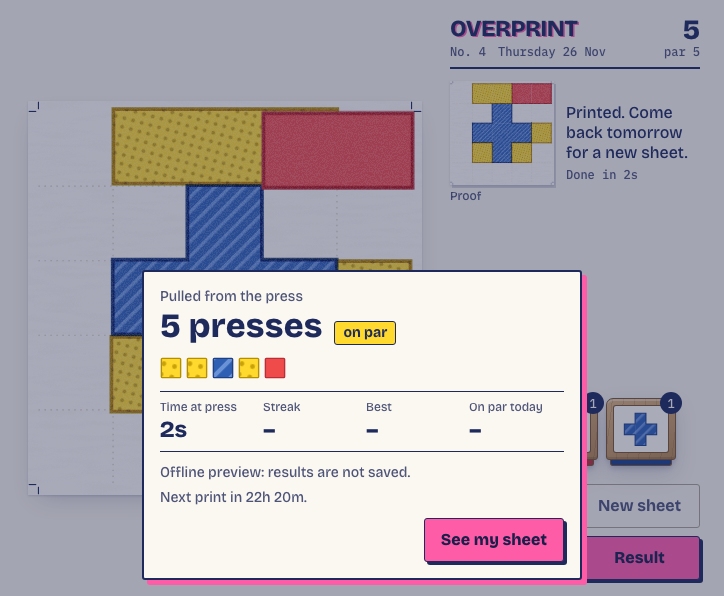 OVERPRINT 5
No. 4 Thursday 26 Nov par 5
Printed. Come
back tomorrow
for a new sheet.
Done in 2s
Proof
Pulled from the press
5 presses on par
Time at press Streak Best On par today
2s – – –
Offline preview: results are not saved.
Next print in 22h 20m.
See my sheet
1 1
New sheet
Result